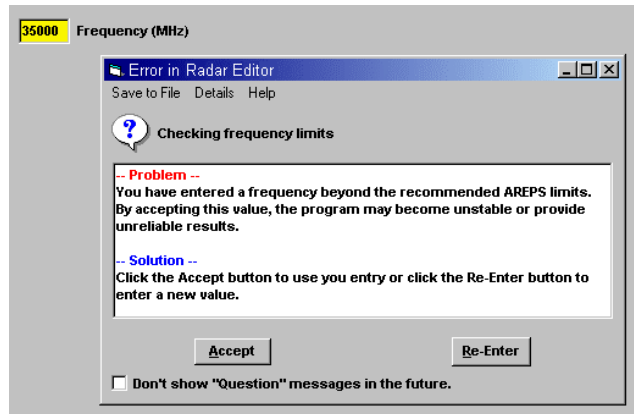 35000 Frequency (MHz)
Error in Radar Editor
Save to File Details Help
? Checking frequency limits
-- Problem --
You have entered a frequency beyond the recommended AREPS limits.
By accepting this value, the program may become unstable or provide
unreliable results.
-- Solution --
Click the Accept button to use you entry or click the Re-Enter button to
enter a new value.
Accept Re-Enter
Don't show "Question" messages in the future.